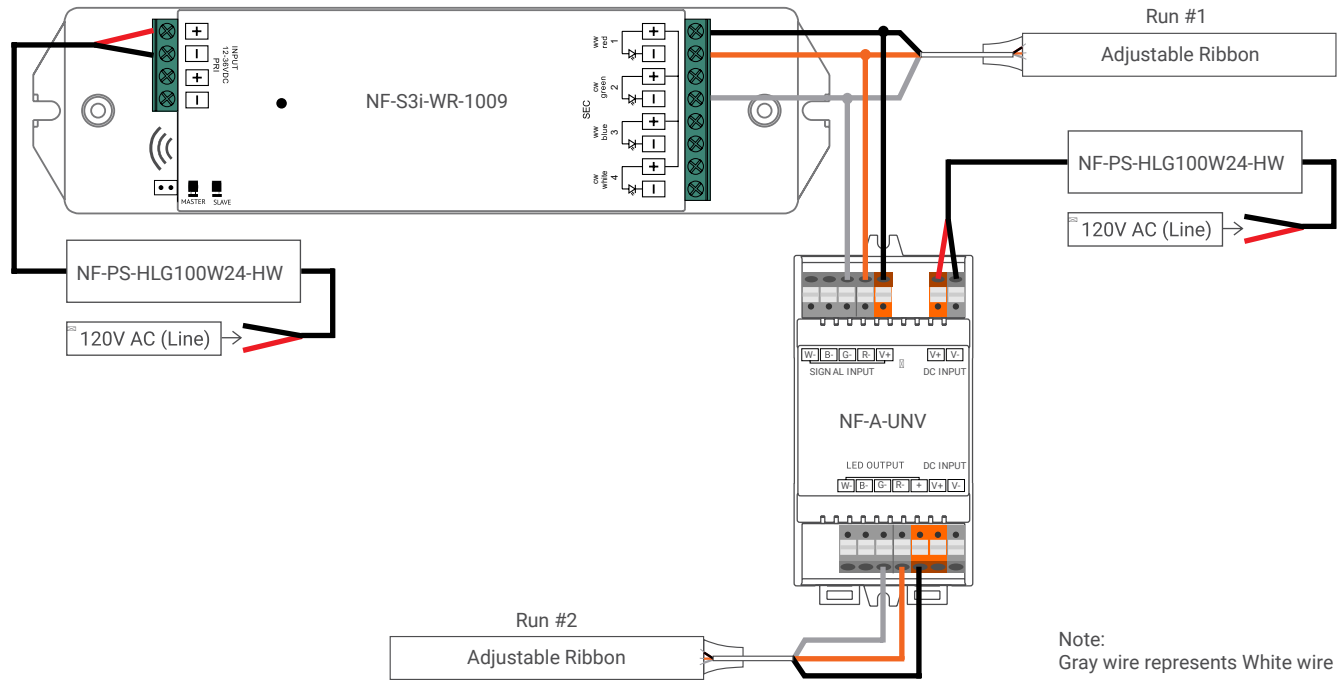 Run #1
Adjustable Ribbon
INPUT
12-36VDC
PRI
+
−
+
−
NF-S3i-WR-1009
SEC
ww
red
1
cw
green
2
ww
blue
3
cw
white
4
+
−
+
−
+
−
+
−
MASTER SLAVE
NF-PS-HLG100W24-HW
120V AC (Line)
NF-PS-HLG100W24-HW
120V AC (Line)
W- B- G- R- V+ V+ V-
SIGNAL INPUT DC INPUT
NF-A-UNV
LED OUTPUT DC INPUT
W- B- G- R- + V+ V-
Run #2
Adjustable Ribbon
Note:
Gray wire represents White wire